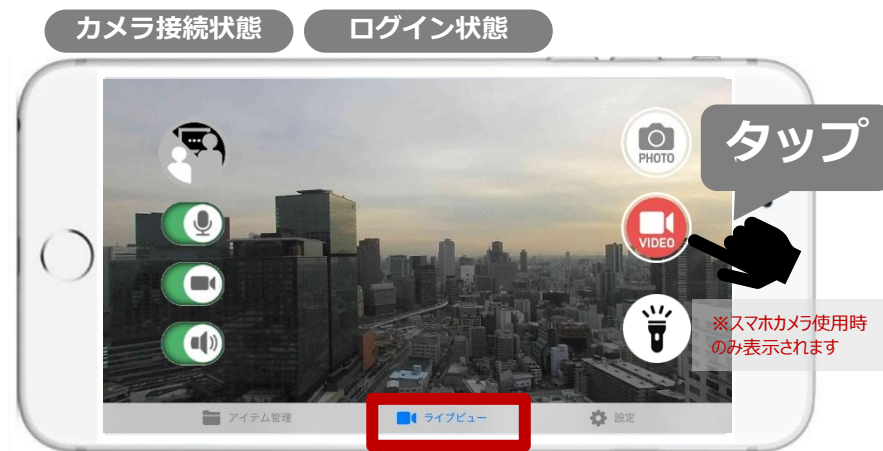 カメラ接続状態
ログイン状態
PHOTO
タップ
VIDEO
※スマホカメラ使用時
のみ表示されます
アイテム管理
ライブビュー
設定